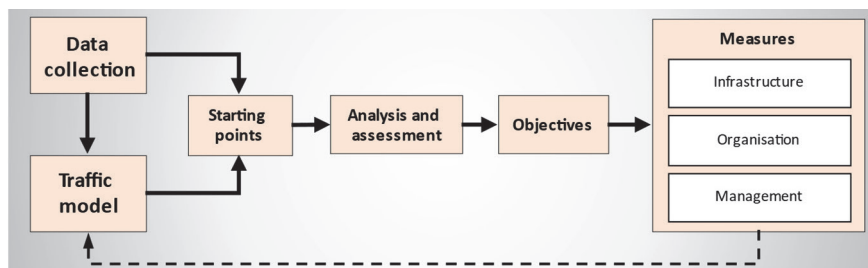 Data
collection
Traffic
model
Starting
points
Analysis and
assessment
Objectives
Measures
Infrastructure
Organisation
Management